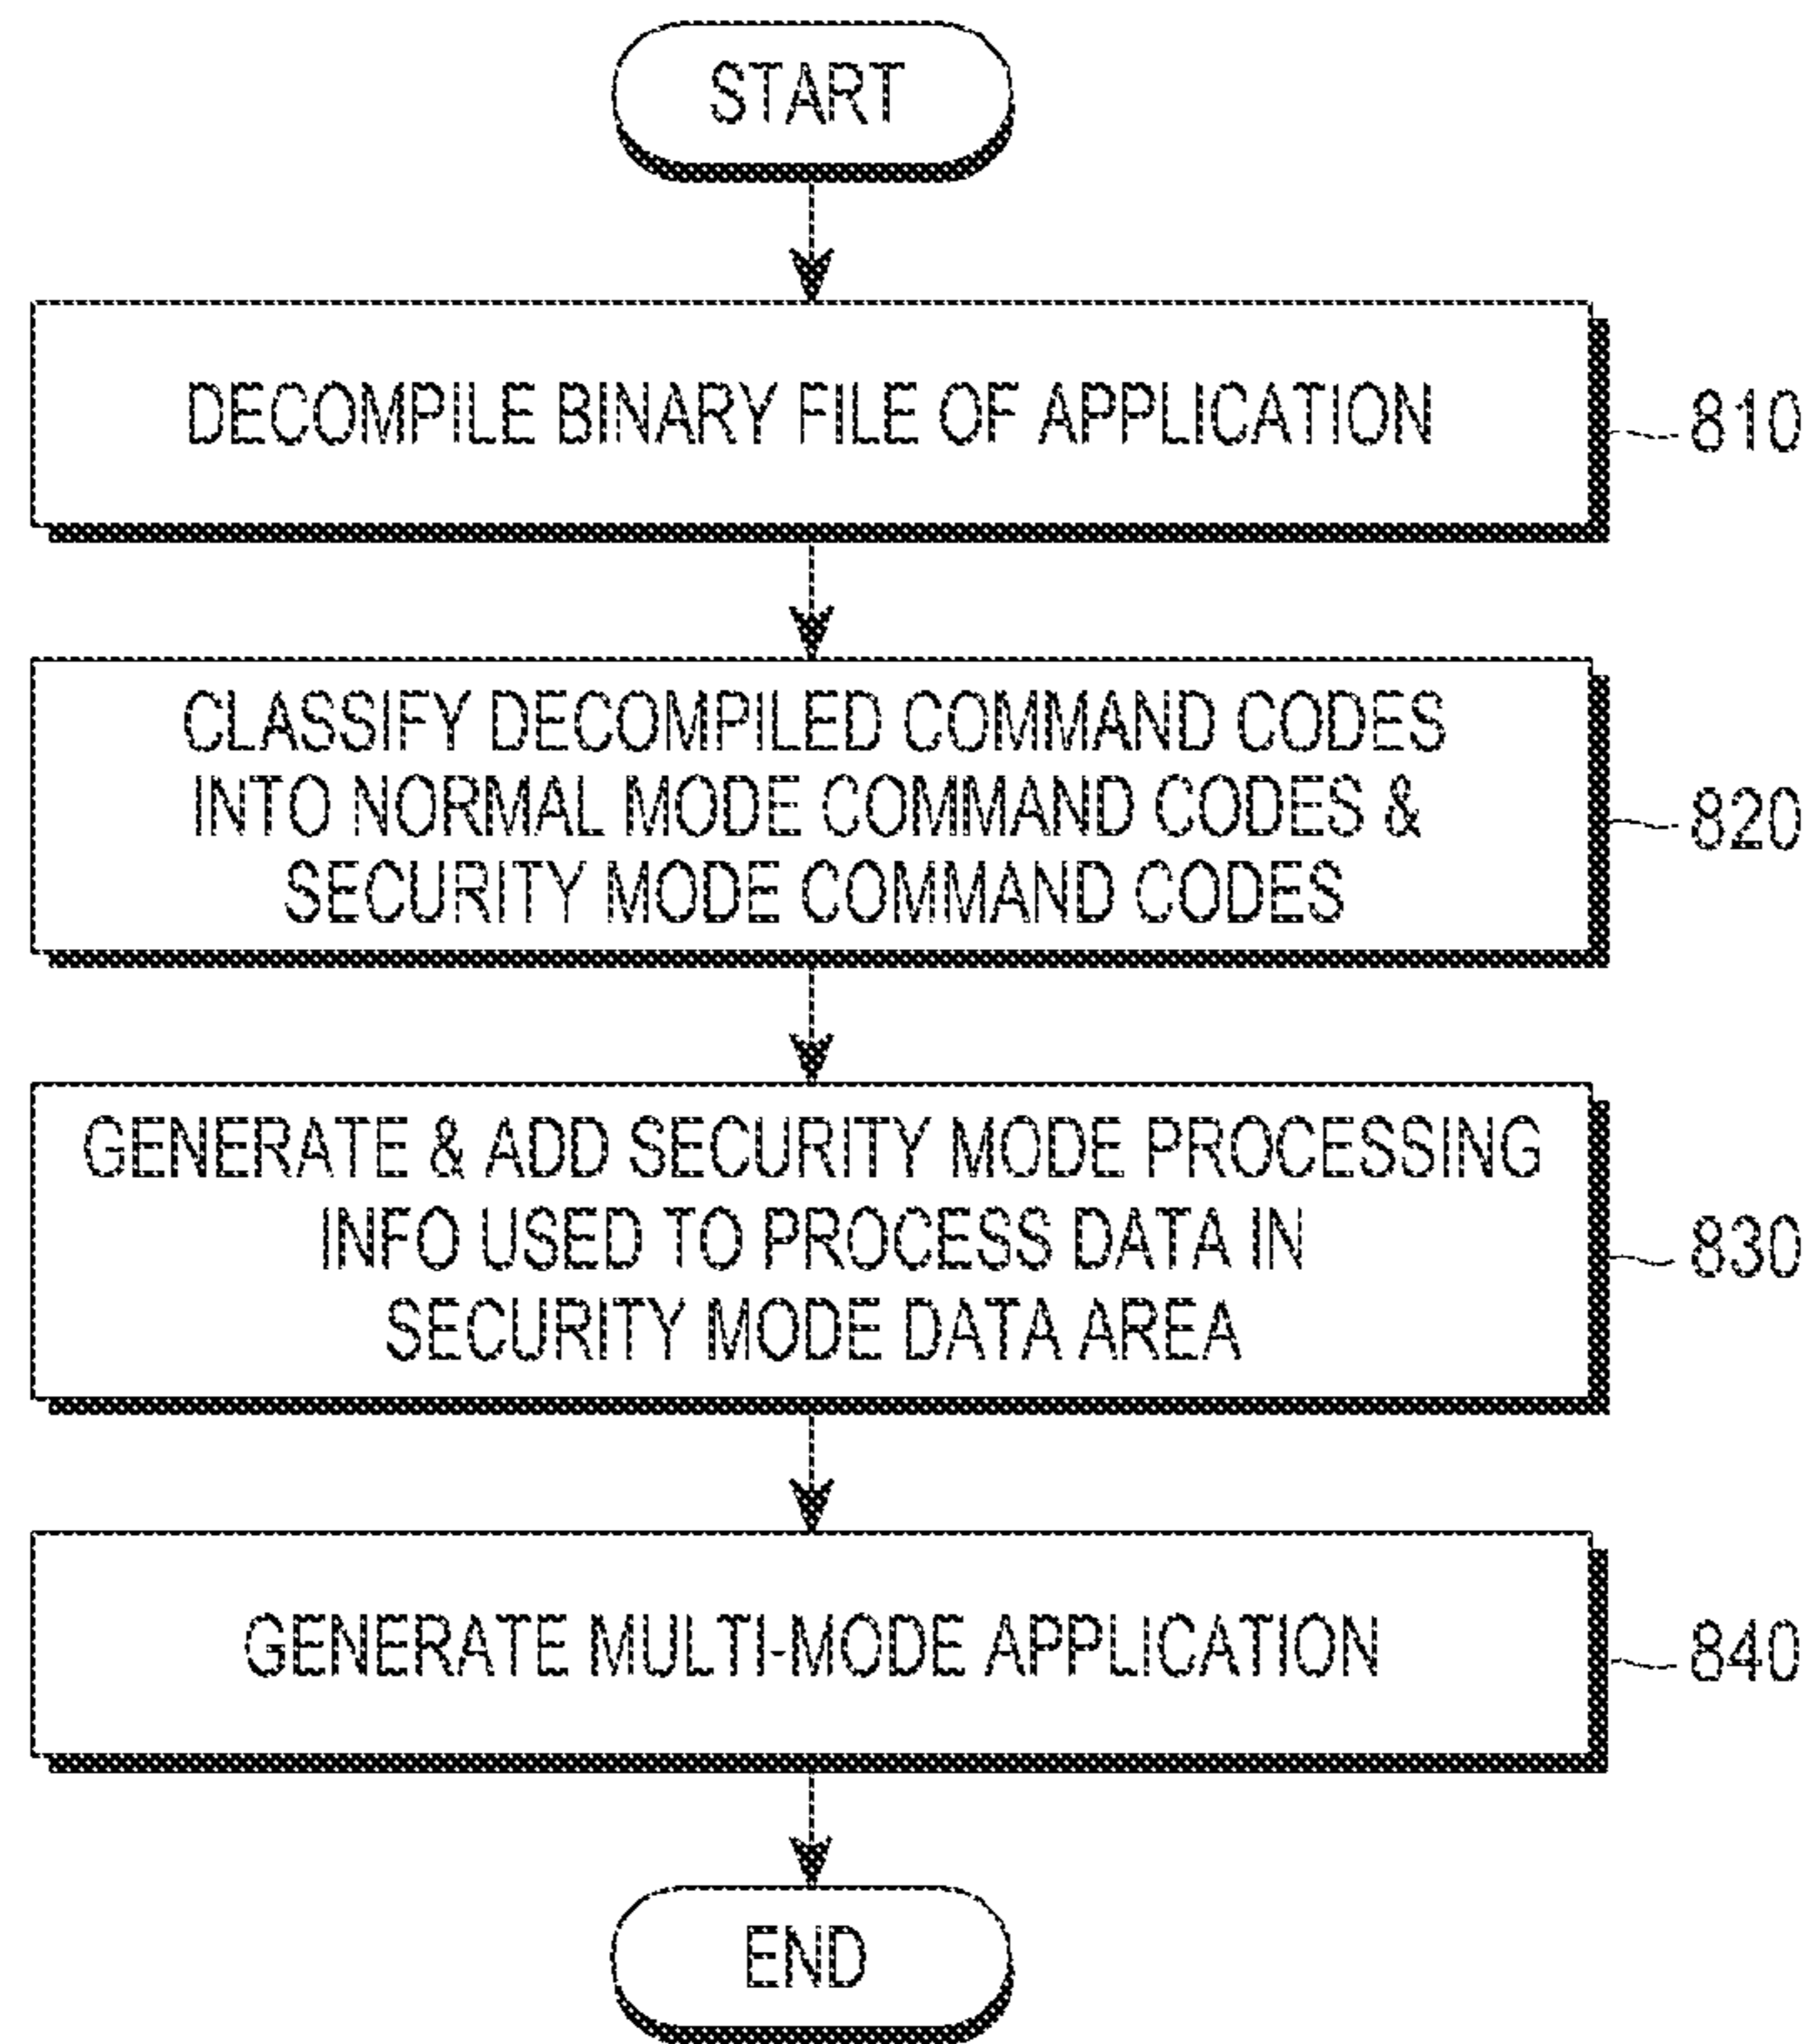 START
DECOMPILE BINARY FILE OF APPLICATION
810
CLASSIFY DECOMPILED COMMAND CODES
INTO NORMAL MODE COMMAND CODES &
SECURITY MODE COMMAND CODES
820
GENERATE & ADD SECURITY MODE PROCESSING
INFO USED TO PROCESS DATA IN
SECURITY MODE DATA AREA
830
GENERATE MULTI-MODE APPLICATION
840
END